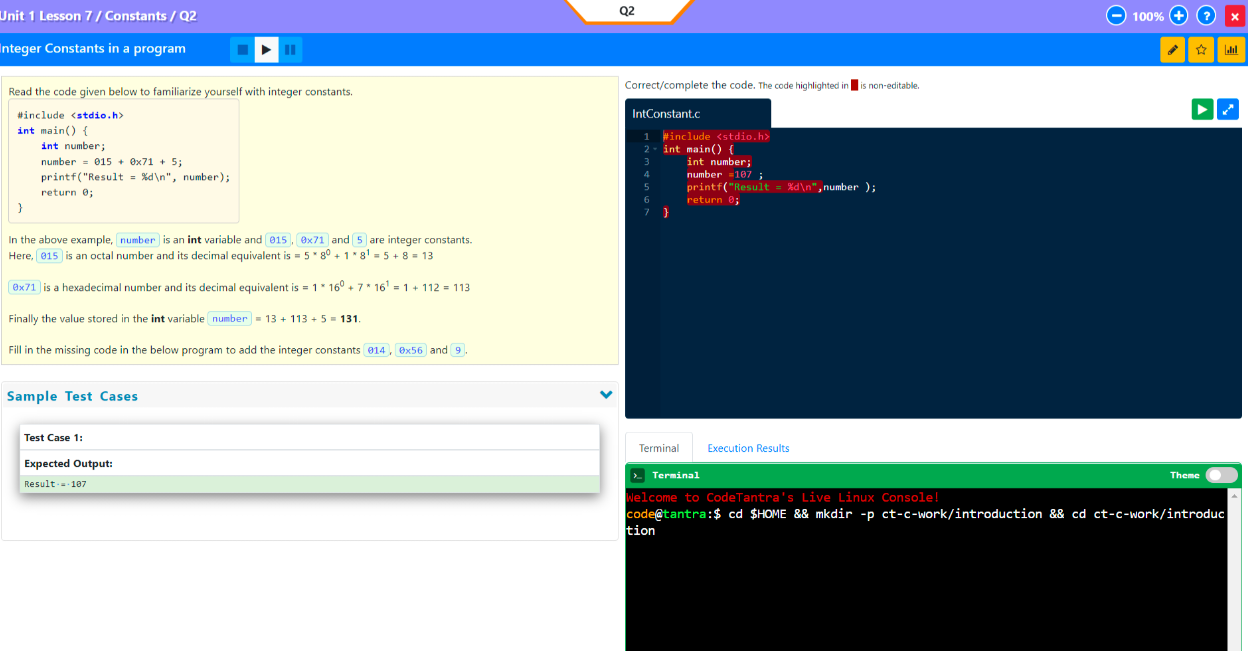 Unit 1 Lesson 7 / Constants / Q2
Q2
100%
?
Integer Constants in a program
Read the code given below to familiarize yourself with integer constants.
#include <stdio.h>
int main() {
int number;
number = 015 + 0x71 + 5;
printf("Result = %d\n", number);
return 0;
}
In the above example, number is an int variable and 015, 0x71 and 5 are integer constants.
Here, 015 is an octal number and its decimal equivalent is = 5 * 8⁰ + 1 * 8¹ = 5 + 8 = 13
0x71 is a hexadecimal number and its decimal equivalent is = 1 * 16⁰ + 7 * 16¹ = 1 + 112 = 113
Finally the value stored in the int variable number = 13 + 113 + 5 = 131.
Fill in the missing code in the below program to add the integer constants 014, 0x56 and 9.
Sample Test Cases
Test Case 1:
Expected Output:
Result·=·107
Correct/complete the code. The code highlighted in is non-editable.
IntConstant.c
1 #include <stdio.h>
2 int main() {
3 int number;
4 number =107 ;
5 printf("Result = %d\n",number );
6 return 0;
7 }
Terminal Execution Results
>_ Terminal Theme
Welcome to CodeTantra's Live Linux Console!
code@tantra:$ cd $HOME && mkdir -p ct-c-work/introduction && cd ct-c-work/introduc
tion